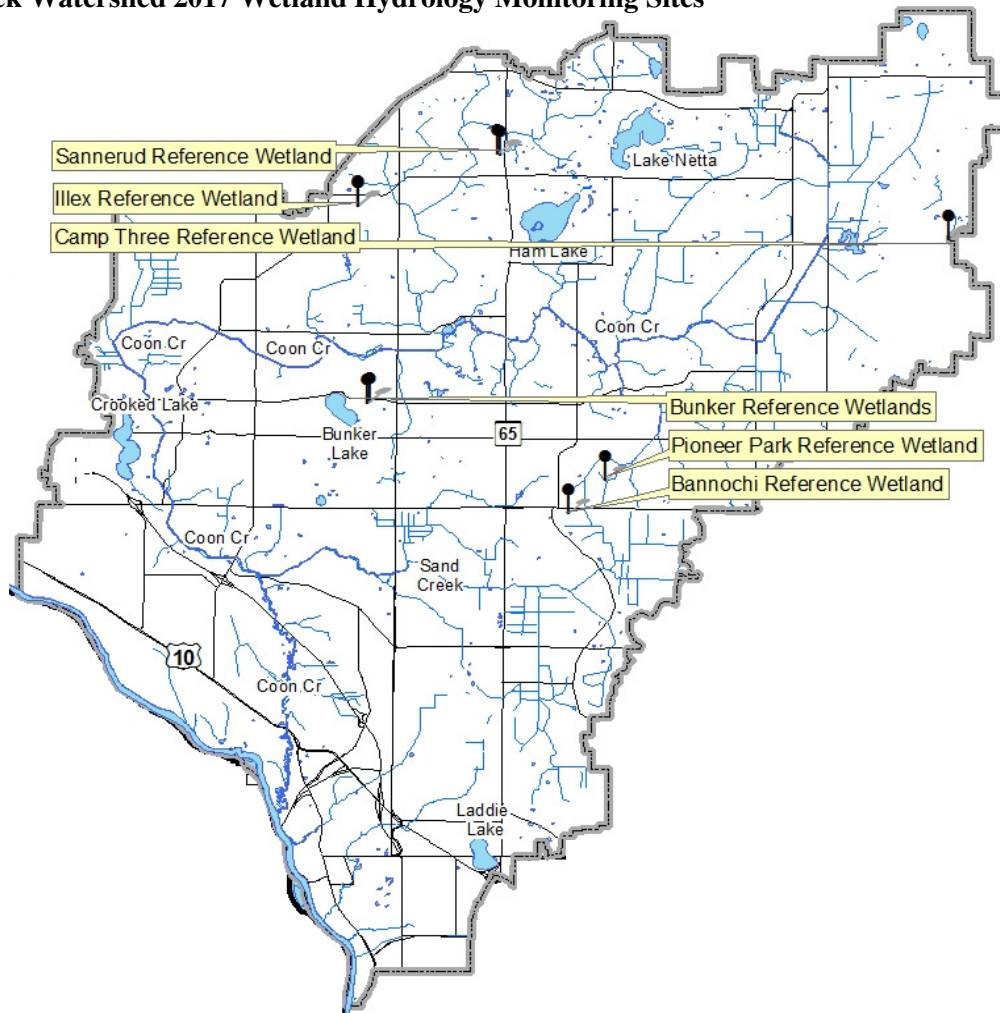 Watershed 2017 Wetland Hydrology Monitoring Sites
Sannerud Reference Wetland
Lake Netta
Illex Reference Wetland
Camp Three Reference Wetland
Ham Lake
Coon Cr
Coon Cr
Coon Cr
Crooked Lake
Bunker Reference Wetlands
Bunker
Lake
65
Pioneer Park Reference Wetland
Bannochi Reference Wetland
Coon Cr
Sand
Creek
10
Coon Cr
Laddie
Lake